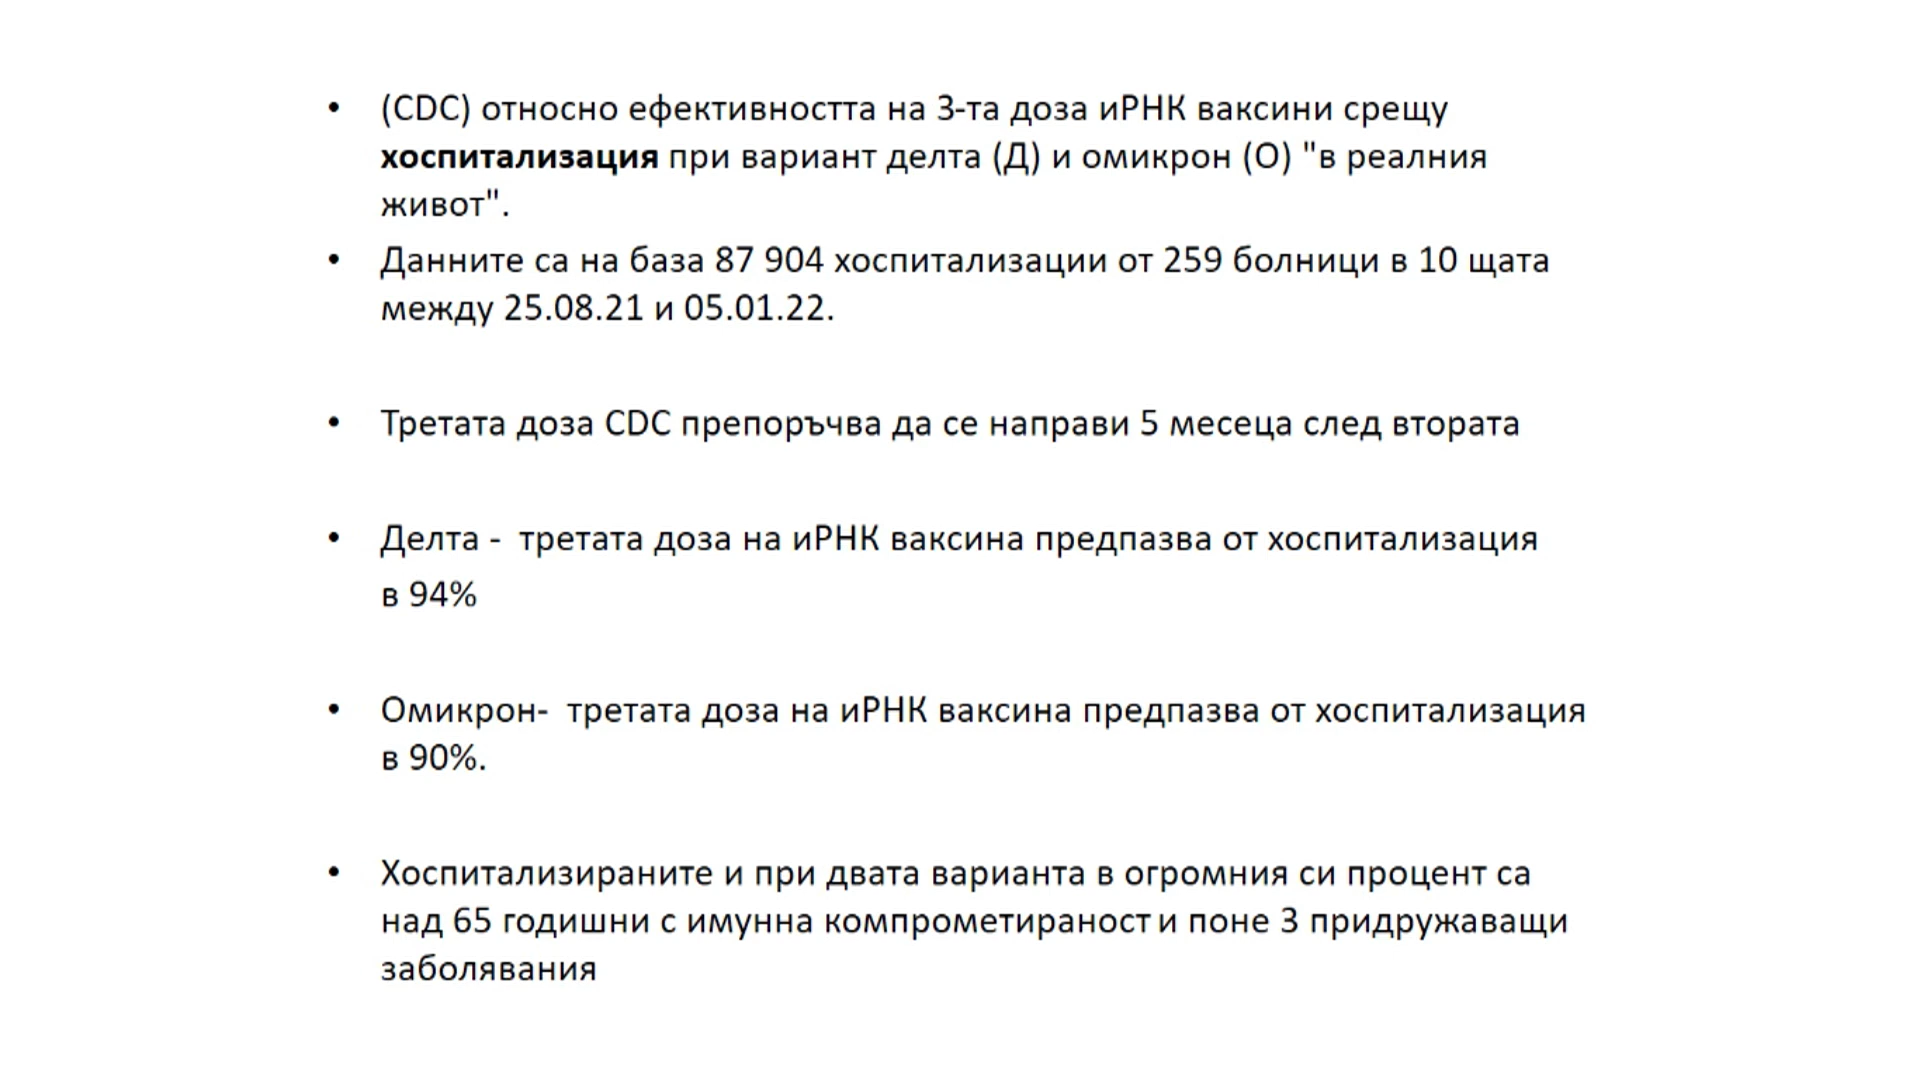 • (CDC) относно ефективността на 3-та доза иРНК ваксини срещу
хоспитализация при вариант делта (Д) и омикрон (О) "в реалния
живот".
• Данните са на база 87 904 хоспитализации от 259 болници в 10 щата
между 25.08.21 и 05.01.22.
• Третата доза CDC препоръчва да се направи 5 месеца след втората
• Делта - третата доза на иРНК ваксина предпазва от хоспитализация
в 94%
• Омикрон- третата доза на иРНК ваксина предпазва от хоспитализация
в 90%.
• Хоспитализираните и при двата варианта в огромния си процент са
над 65 годишни с имунна компрометираност и поне 3 придружаващи
заболявания